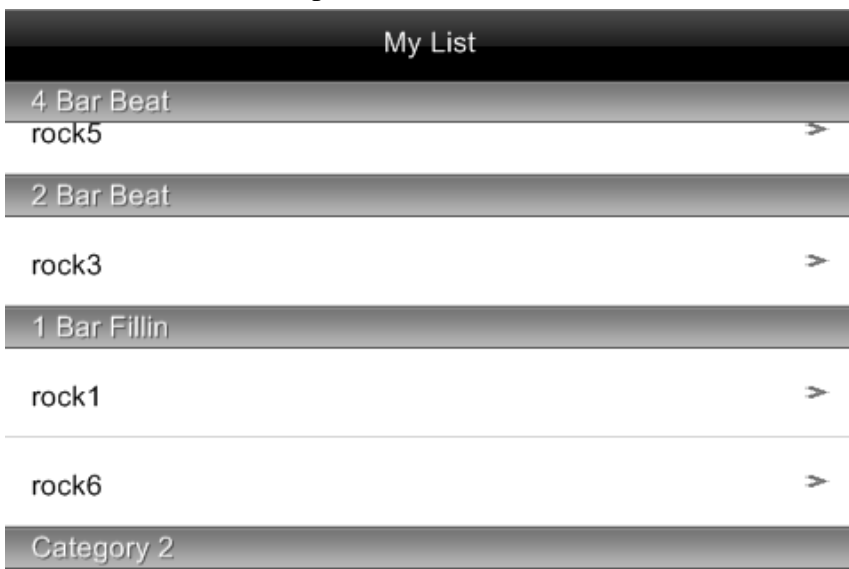 My List
4 Bar Beat
rock5 >
2 Bar Beat
rock3 >
1 Bar Fillin
rock1 >
rock6 >
Category 2